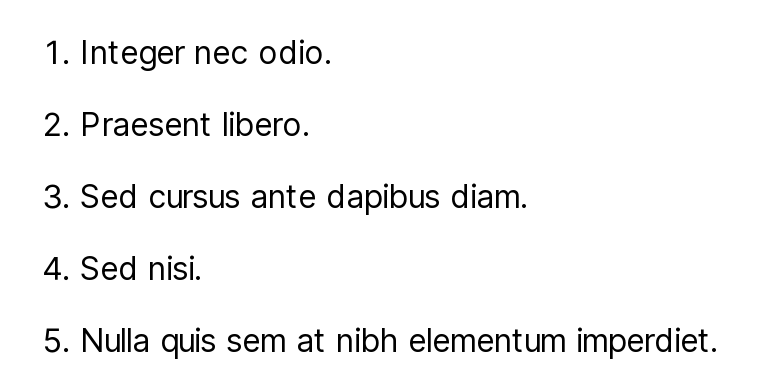 1. Integer nec odio.
2. Praesent libero.
3. Sed cursus ante dapibus diam.
4. Sed nisi.
5. Nulla quis sem at nibh elementum imperdiet.